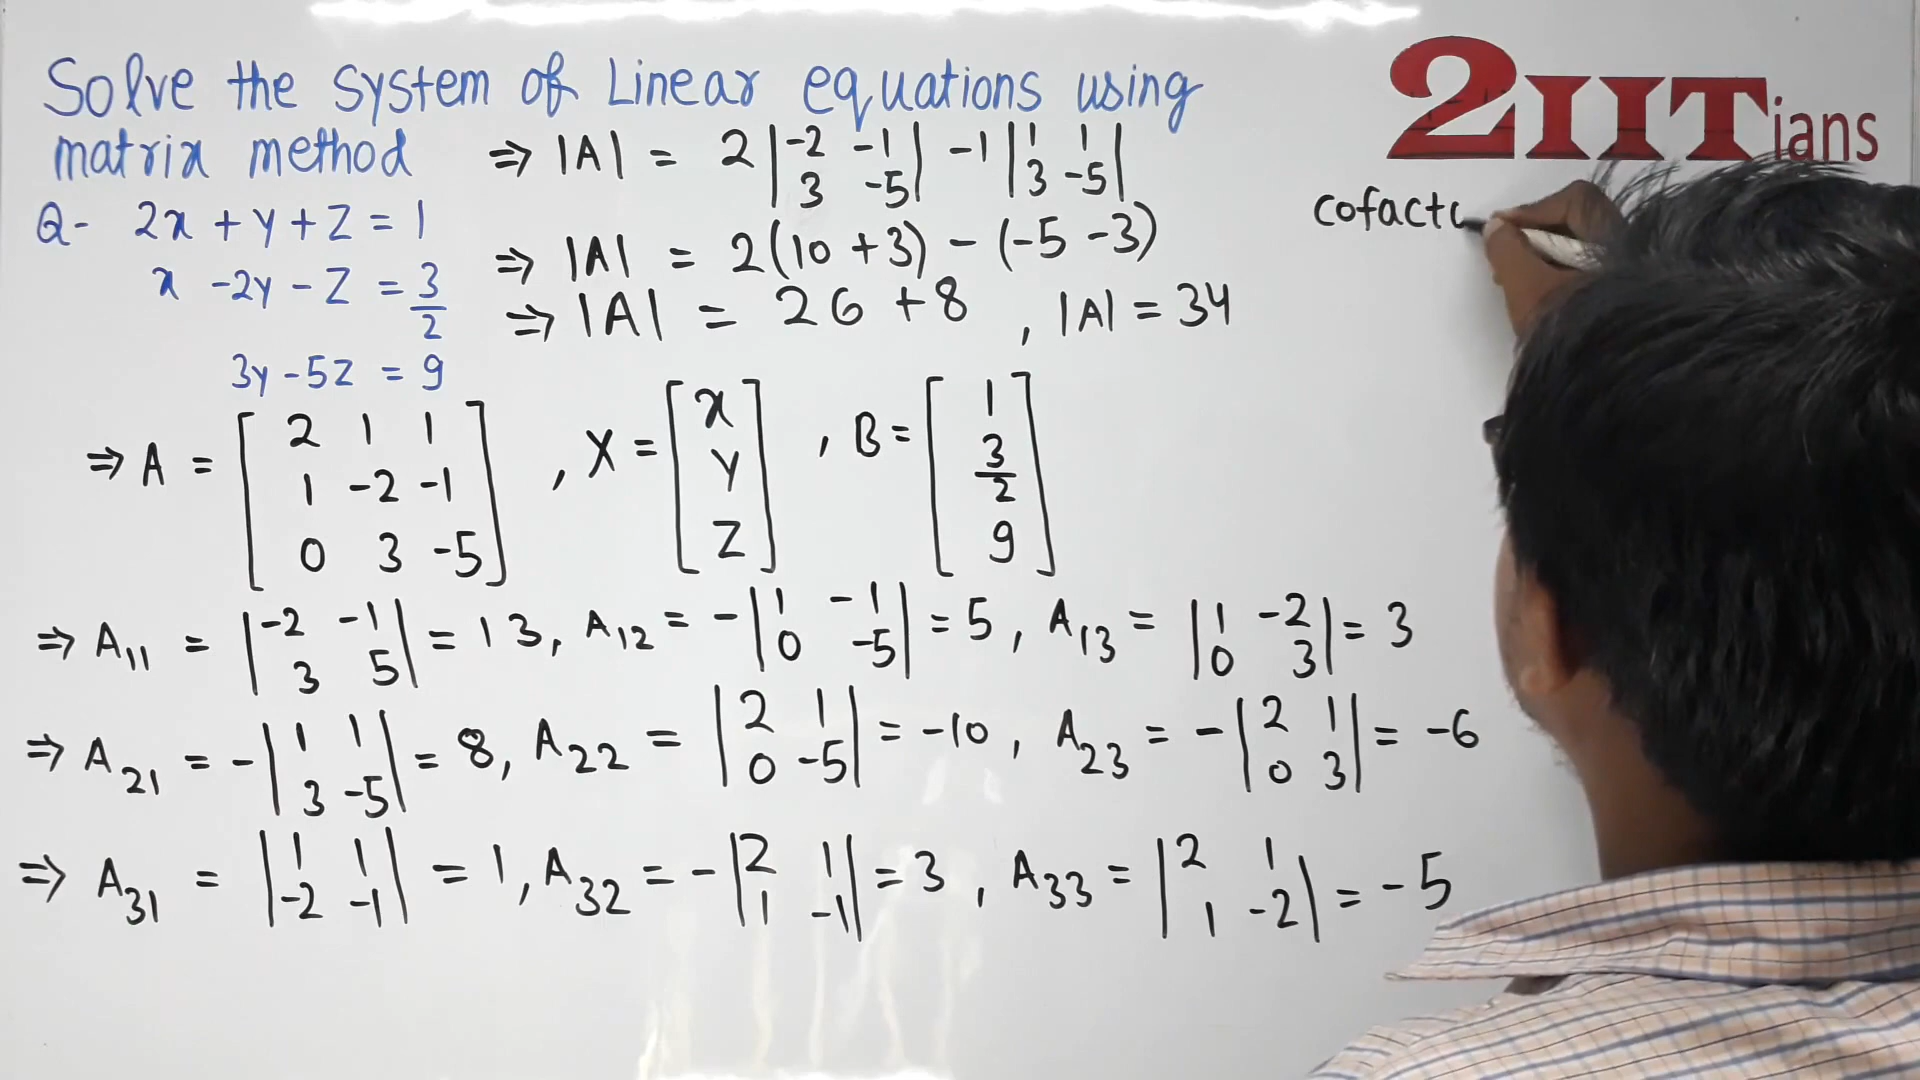 Solve the system of Linear equations using
matrix method
2IITians
Q- 2x + y + z = 1
x - 2y - z = 3/2
3y - 5z = 9
⇒ |A| = 2 |-2 -1; 3 -5| -1 |1 1; 3 -5|
⇒ |A| = 2(10 + 3) - (-5 - 3)
⇒ |A| = 26 + 8 , |A| = 34
⇒ A = [2 1 1; 1 -2 -1; 0 3 -5] , X = [x; y; z] , B = [1; 3/2; 9]
⇒ A11 = |-2 -1; 3 5| = 13, A12 = -|1 -1; 0 -5| = 5, A13 = |1 -2; 0 3| = 3
⇒ A21 = -|1 1; 3 -5| = 8, A22 = |2 1; 0 -5| = -10, A23 = -|2 1; 0 3| = -6
⇒ A31 = |1 1; -2 -1| = 1, A32 = -|2 1; 1 -1| = 3, A33 = |2 1; 1 -2| = -5